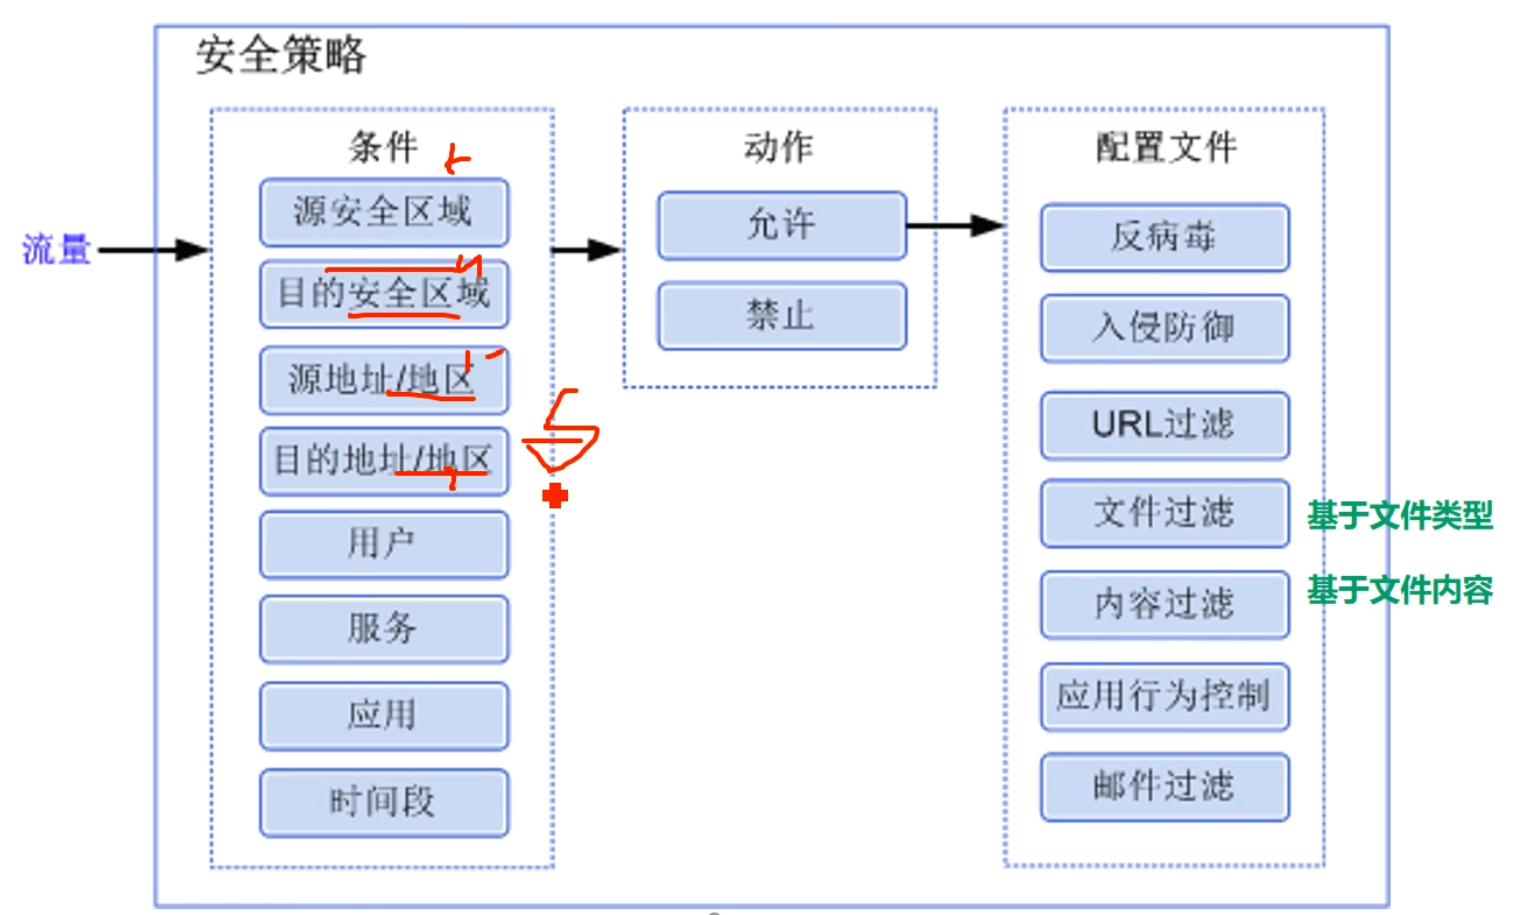 安全策略
流量
条件
源安全区域
目的安全区域
源地址/地区
目的地址/地区
用户
服务
应用
时间段
动作
允许
禁止
配置文件
反病毒
入侵防御
URL过滤
文件过滤
内容过滤
应用行为控制
邮件过滤
基于文件类型
基于文件内容